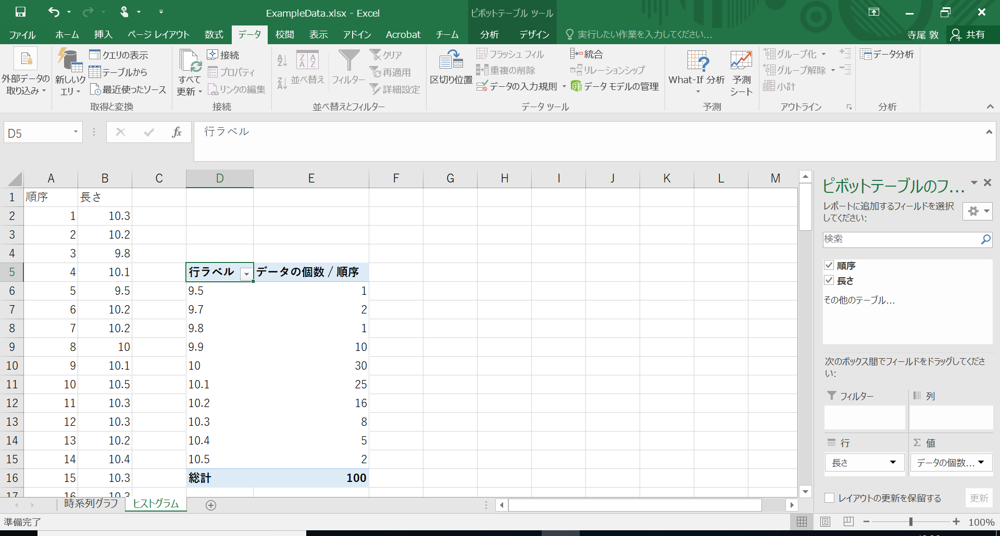 ExampleData.xlsx - Excel
ピボットテーブル ツール
ファイル ホーム 挿入 ページ レイアウト 数式 データ 校閲 表示 アドイン Acrobat チーム 分析 デザイン 実行したい作業を入力してください... 寺尾 敦 共有
外部データの
取り込み
新しいク
エリ
クエリの表示
テーブルから
最近使ったソース
取得と変換
すべて
更新
接続
プロパティ
リンクの編集
接続
並べ替え
フィルター
クリア
再適用
詳細設定
並べ替えとフィルター
区切り位置
フラッシュ フィル
重複の削除
データの入力規則
統合
リレーションシップ
データ モデルの管理
データ ツール
What-If 分析
予測
シート
予測
グループ化
グループ解除
小計
アウトライン
データ分析
分析
D5
fx
行ラベル
A B C D E F G H I J K L M
1 順序 長さ
2 1 10.3
3 2 10.2
4 3 9.8
5 4 10.1 行ラベル データの個数 / 順序
6 5 9.5 9.5 1
7 6 10.2 9.7 2
8 7 10.2 9.8 1
9 8 10 9.9 10
10 9 10.1 10 30
11 10 10.5 10.1 25
12 11 10.3 10.2 16
13 12 10.3 10.3 8
14 13 10.2 10.4 5
15 14 10.4 10.5 2
16 15 10.3 総計 100
17 16 10.3
時系列グラフ ヒストグラム
準備完了
100%
ピボットテーブルのフ...
レポートに追加するフィールドを選択
してください:
検索
順序
長さ
その他のテーブル...
次のボックス間でフィールドをドラッグしてくださ
い:
フィルター
列
行
Σ 値
長さ
データの個数...
レイアウトの更新を保留する
更新